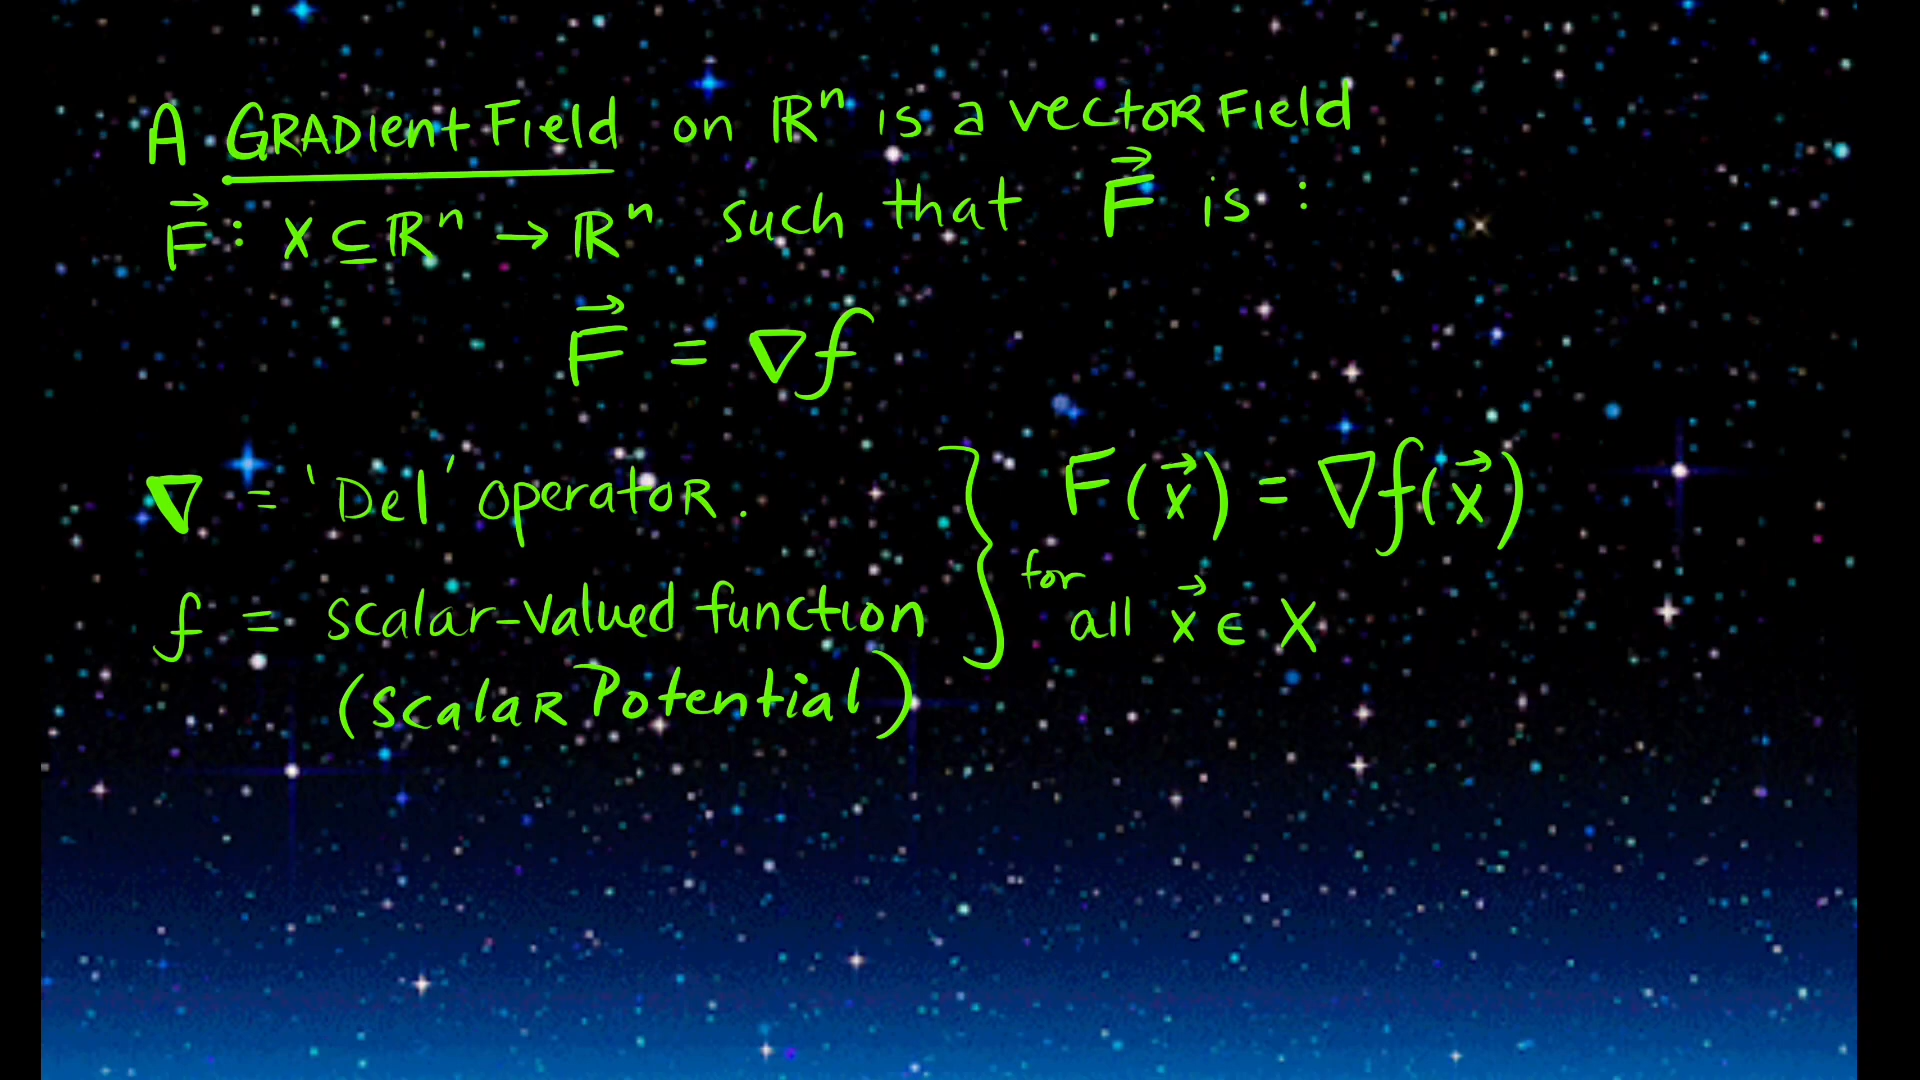 A GRADIENT FIELD on ℝⁿ is a VECTOR FIELD
F⃗ : X ⊆ ℝⁿ → ℝⁿ such that F⃗ is :
F⃗ = ∇f
∇ = 'Del' operator.
f = scalar-valued function
(scalar Potential)
F(x⃗) = ∇f(x⃗)
for
all x⃗ ∈ X